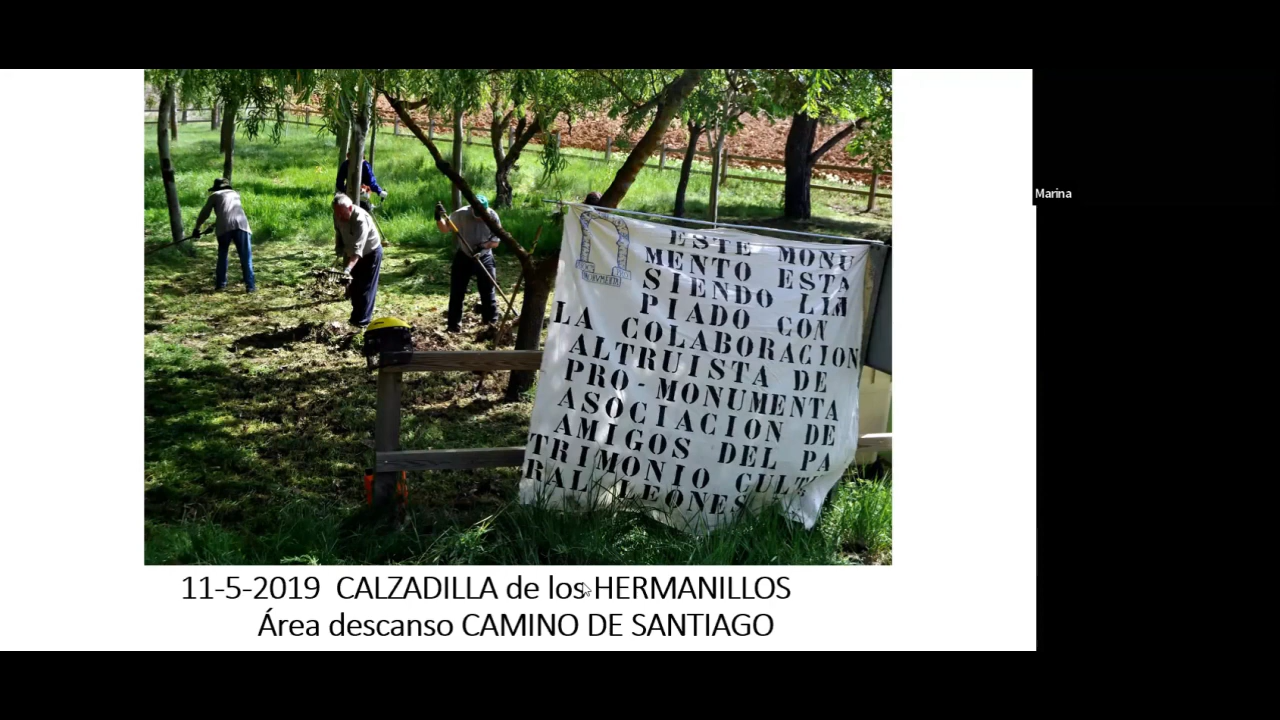 Marina
ESTE MONU
MENTO ESTA
SIENDO LIM
PIADO CON
LA COLABORACION
ALTRUISTA DE
PRO-MONUMENTA
ASOCIACION DE
AMIGOS DEL PA
TRIMONIO CULTU
RAL LEONES
11-5-2019 CALZADILLA de los HERMANILLOS
Área descanso CAMINO DE SANTIAGO